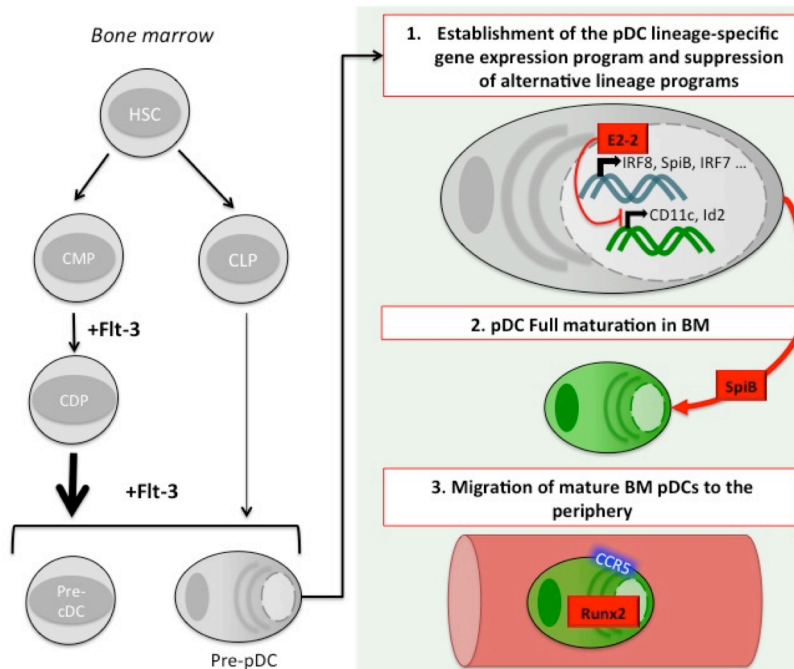 Bone marrow
HSC
CMP
CLP
+Flt-3
CDP
+Flt-3
Pre-
cDC
Pre-pDC
1. Establishment of the pDC lineage-specific
gene expression program and suppression
of alternative lineage programs
E2-2
IRF8, SpiB, IRF7 ...
CD11c, Id2
2. pDC Full maturation in BM
SpiB
3. Migration of mature BM pDCs to the
periphery
CCR5
Runx2